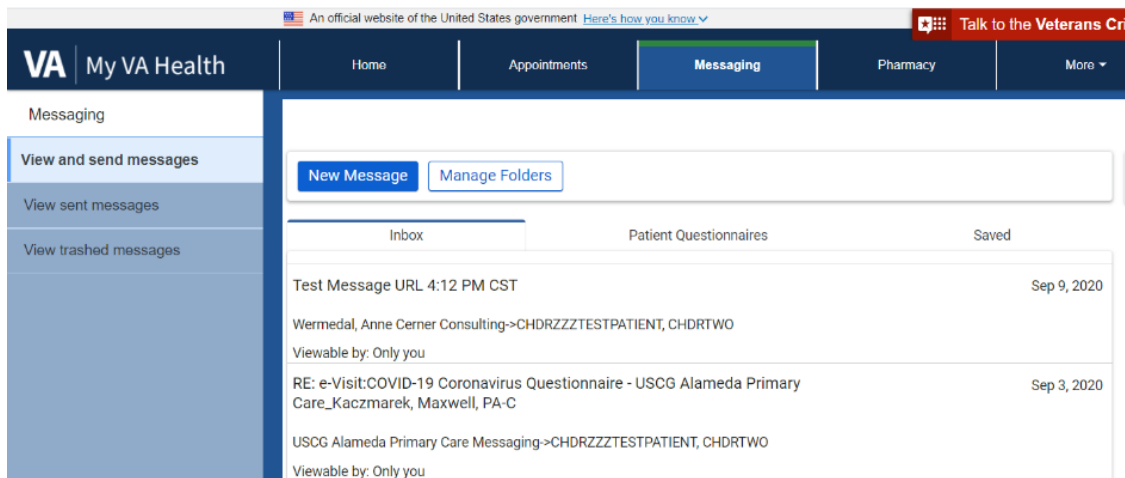 An official website of the United States government Here's how you know
Talk to the Veterans Cri
VA My VA Health
Home Appointments Messaging Pharmacy More
Messaging
View and send messages
View sent messages
View trashed messages
New Message Manage Folders
Inbox Patient Questionnaires Saved
Test Message URL 4:12 PM CST Sep 9, 2020
Wermedal, Anne Cerner Consulting->CHDRZZZTESTPATIENT, CHDRTWO
Viewable by: Only you
RE: e-Visit:COVID-19 Coronavirus Questionnaire - USCG Alameda Primary Sep 3, 2020
Care_Kaczmarek, Maxwell, PA-C
USCG Alameda Primary Care Messaging->CHDRZZZTESTPATIENT, CHDRTWO
Viewable by: Only you